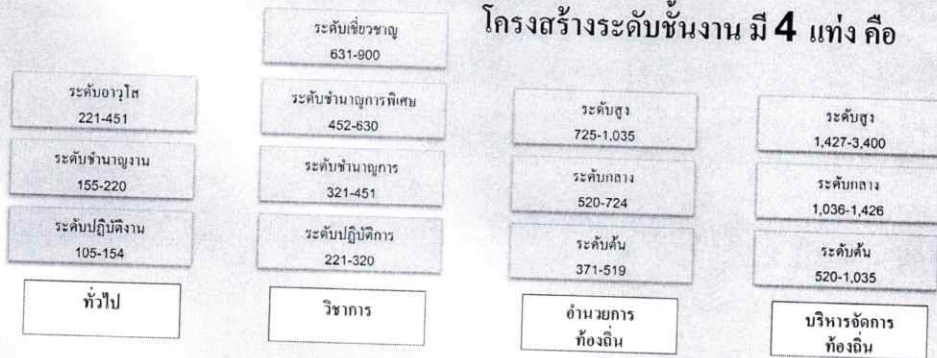 โครงสร้างระดับชั้นงาน มี 4 แท่ง คือ
ระดับอาวุโส
221-451
ระดับชำนาญงาน
155-220
ระดับปฏิบัติงาน
105-154
ทั่วไป
ระดับเชี่ยวชาญ
631-900
ระดับชำนาญการพิเศษ
452-630
ระดับชำนาญการ
321-451
ระดับปฏิบัติการ
221-320
วิชาการ
ระดับสูง
725-1,035
ระดับกลาง
520-724
ระดับต้น
371-519
อำนวยการ
ท้องถิ่น
ระดับสูง
1,427-3,400
ระดับกลาง
1,036-1,426
ระดับต้น
520-1,035
บริหารจัดการ
ท้องถิ่น